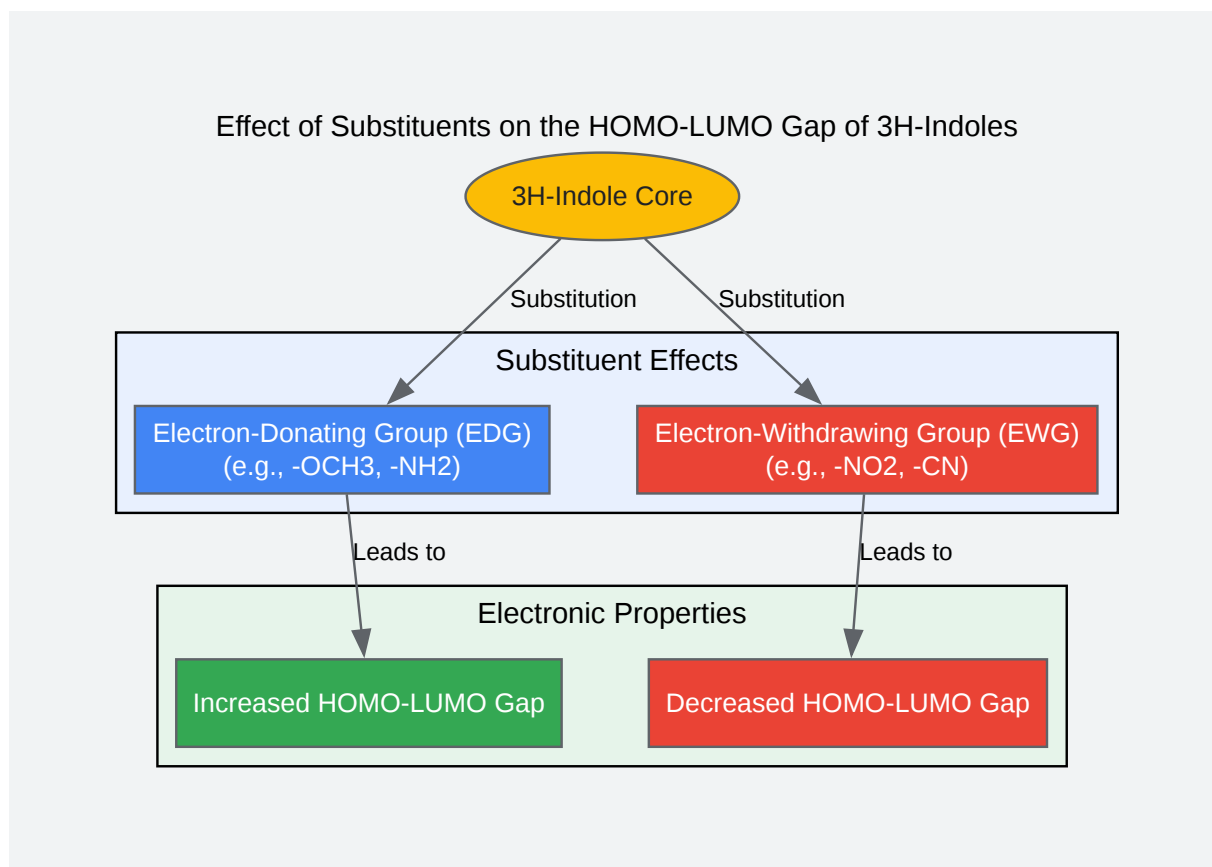 Effect of Substituents on the HOMO-LUMO Gap of 3H-Indoles
3H-Indole Core
Substitution
Substitution
Substituent Effects
Electron-Donating Group (EDG)
(e.g., -OCH3, -NH2)
Electron-Withdrawing Group (EWG)
(e.g., -NO2, -CN)
Leads to
Leads to
Electronic Properties
Increased HOMO-LUMO Gap
Decreased HOMO-LUMO Gap